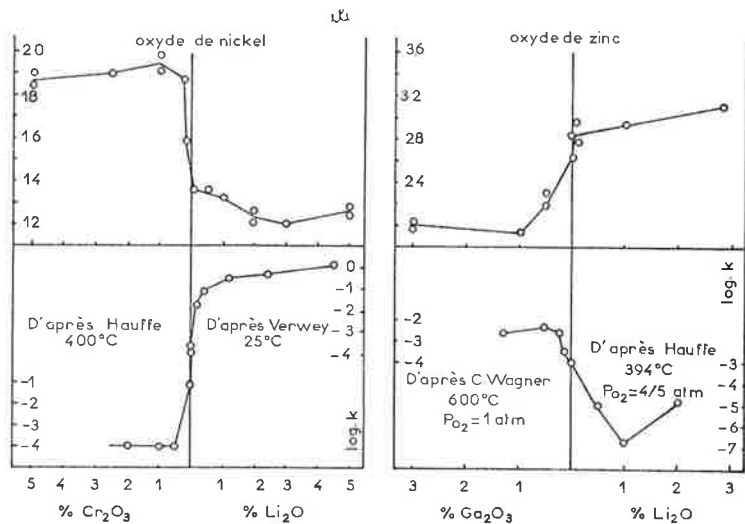 oxyde de nickel
20
19
18
16
14
12
oxyde de zinc
36
32
28
24
20
D'après Hauffe
400°C
-1
-2
-3
-4
D'après Verwey
25°C
0
-1
-2
-3
-4
log. k
5 4 3 2 1
1 2 3 4 5
% Cr₂O₃
% Li₂O
-2
-3
-4
D'après C. Wagner
600°C
Po₂=1 atm
D'après Hauffe
394°C
Po₂=4/5 atm
log. k
-3
-4
-5
-6
-7
3 1
1 2 3
% Ga₂O₃
% Li₂O